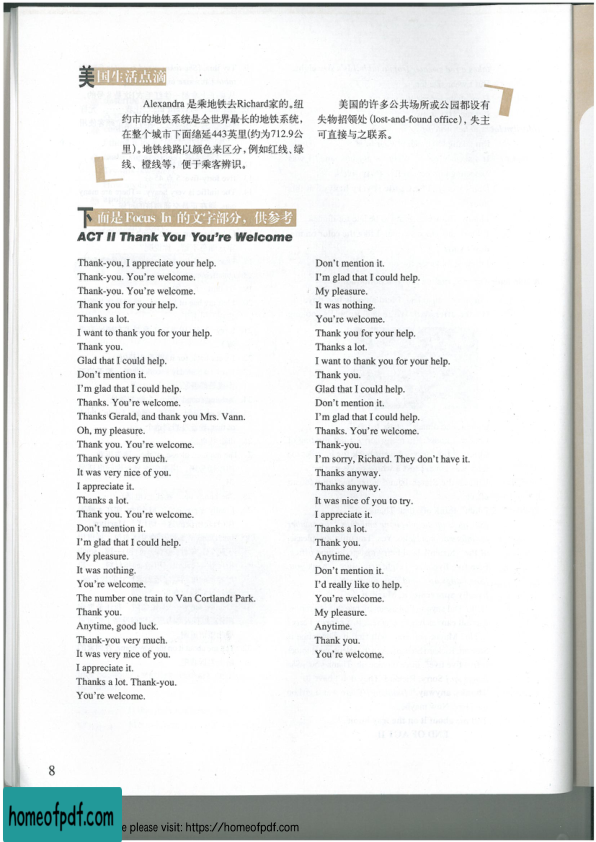 美国生活点滴
Alexandra 是乘地铁去Richard家的。纽
约市的地铁系统是全世界最长的地铁系统，
在整个城市下面绵延443英里(约为712.9公
里)。地铁线路以颜色来区分，例如红线、绿
线、橙线等，便于乘客辨识。
美国的许多公共场所或公园都设有
失物招领处(lost-and-found office)，失主
可直接与之联系。
下面是Focus In 的文字部分，供参考
ACT II Thank You You're Welcome
Thank-you, I appreciate your help.
Thank-you. You're welcome.
Thank-you. You're welcome.
Thank you for your help.
Thanks a lot.
I want to thank you for your help.
Thank you.
Glad that I could help.
Don't mention it.
I'm glad that I could help.
Thanks. You're welcome.
Thanks Gerald, and thank you Mrs. Vann.
Oh, my pleasure.
Thank you. You're welcome.
Thank you very much.
It was very nice of you.
I appreciate it.
Thanks a lot.
Thank you. You're welcome.
Don't mention it.
I'm glad that I could help.
My pleasure.
It was nothing.
You're welcome.
The number one train to Van Cortlandt Park.
Thank you.
Anytime, good luck.
Thank-you very much.
It was very nice of you.
I appreciate it.
Thanks a lot. Thank-you.
You're welcome.
Don't mention it.
I'm glad that I could help.
My pleasure.
It was nothing.
You're welcome.
Thank you for your help.
Thanks a lot.
I want to thank you for your help.
Thank you.
Glad that I could help.
Don't mention it.
I'm glad that I could help.
Thanks. You're welcome.
Thank-you.
I'm sorry, Richard. They don't have it.
Thanks anyway.
Thanks anyway.
It was nice of you to try.
I appreciate it.
Thanks a lot.
Thank you.
Anytime.
Don't mention it.
I'd really like to help.
You're welcome.
My pleasure.
Anytime.
Thank you.
You're welcome.
8
homeofpdf.com
e please visit: https://homeofpdf.com